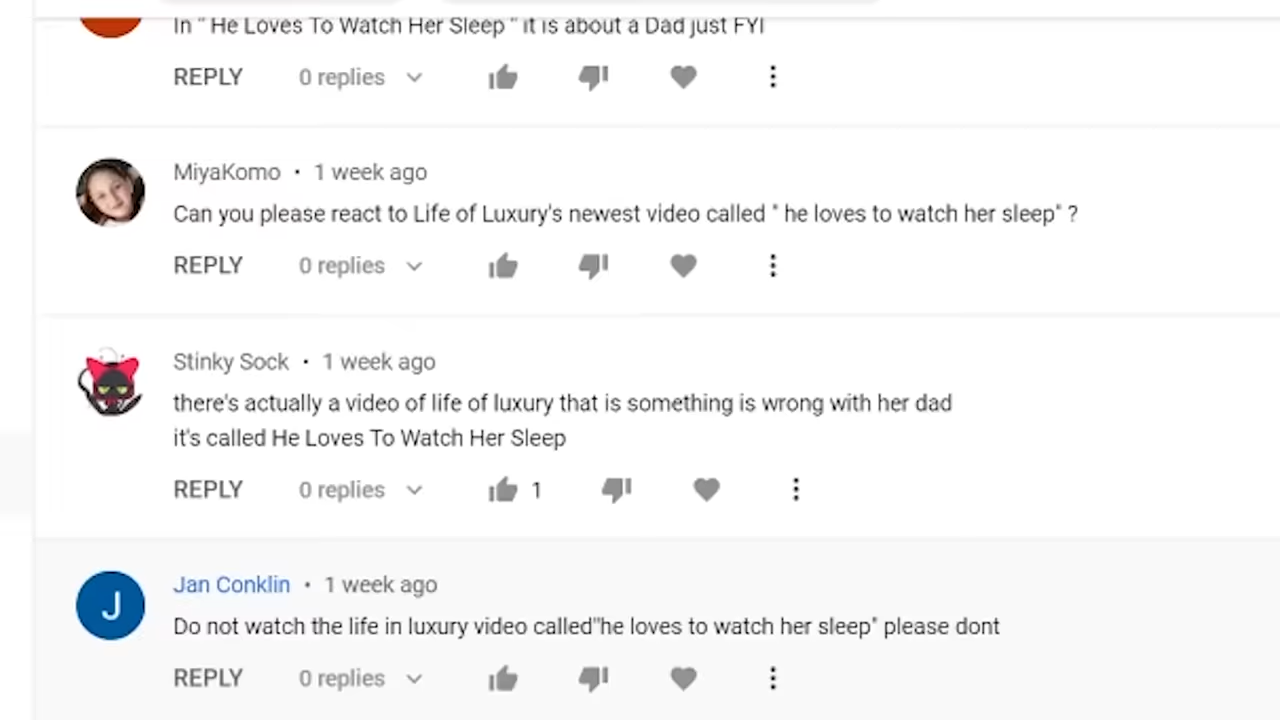 In " He Loves To Watch Her Sleep " it is about a Dad just FYI
REPLY 0 replies
MiyaKomo • 1 week ago
Can you please react to Life of Luxury's newest video called " he loves to watch her sleep" ?
REPLY 0 replies
Stinky Sock • 1 week ago
there's actually a video of life of luxury that is something is wrong with her dad
it's called He Loves To Watch Her Sleep
REPLY 0 replies 1
J
Jan Conklin • 1 week ago
Do not watch the life in luxury video called"he loves to watch her sleep" please dont
REPLY 0 replies